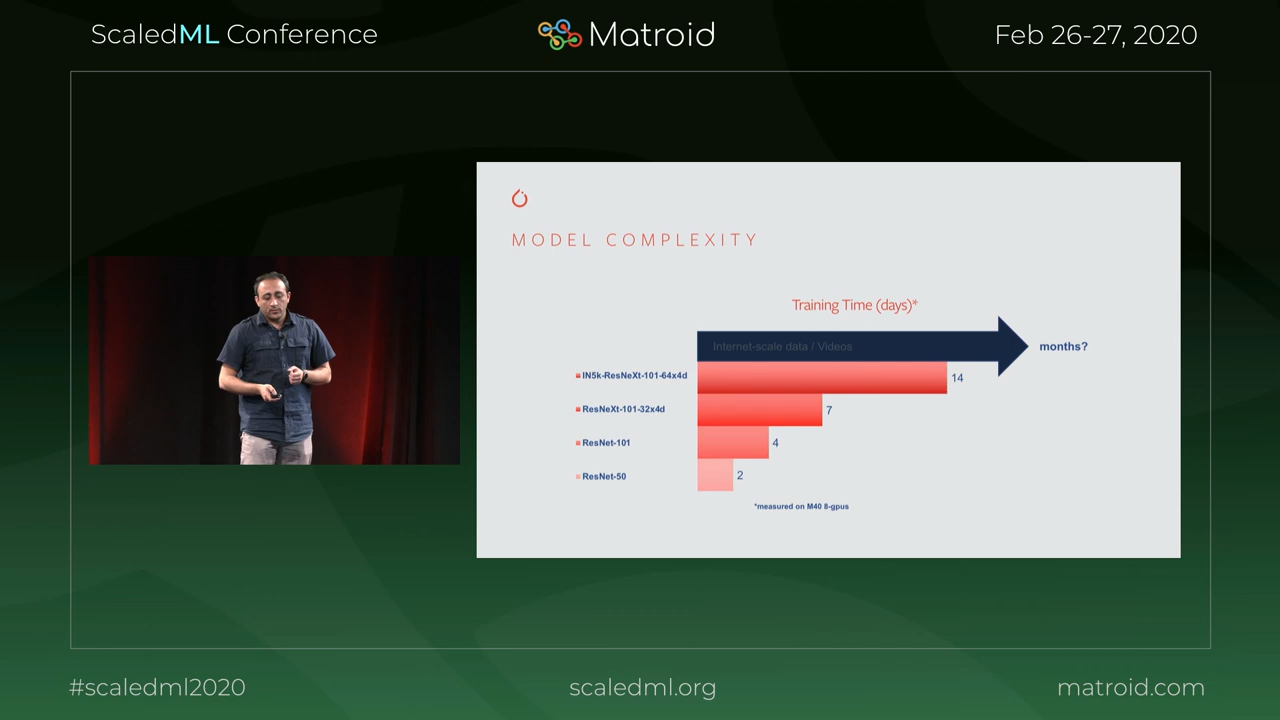 ScaledML Conference
Matroid
Feb 26-27, 2020
MODEL COMPLEXITY
Training Time (days)*
Internet-scale data / Videos
months?
IN5k-ResNeXt-101-64x4d
14
ResNeXt-101-32x4d
7
ResNet-101
4
ResNet-50
2
*measured on M40 8-gpus
#scaledml2020
scaledml.org
matroid.com